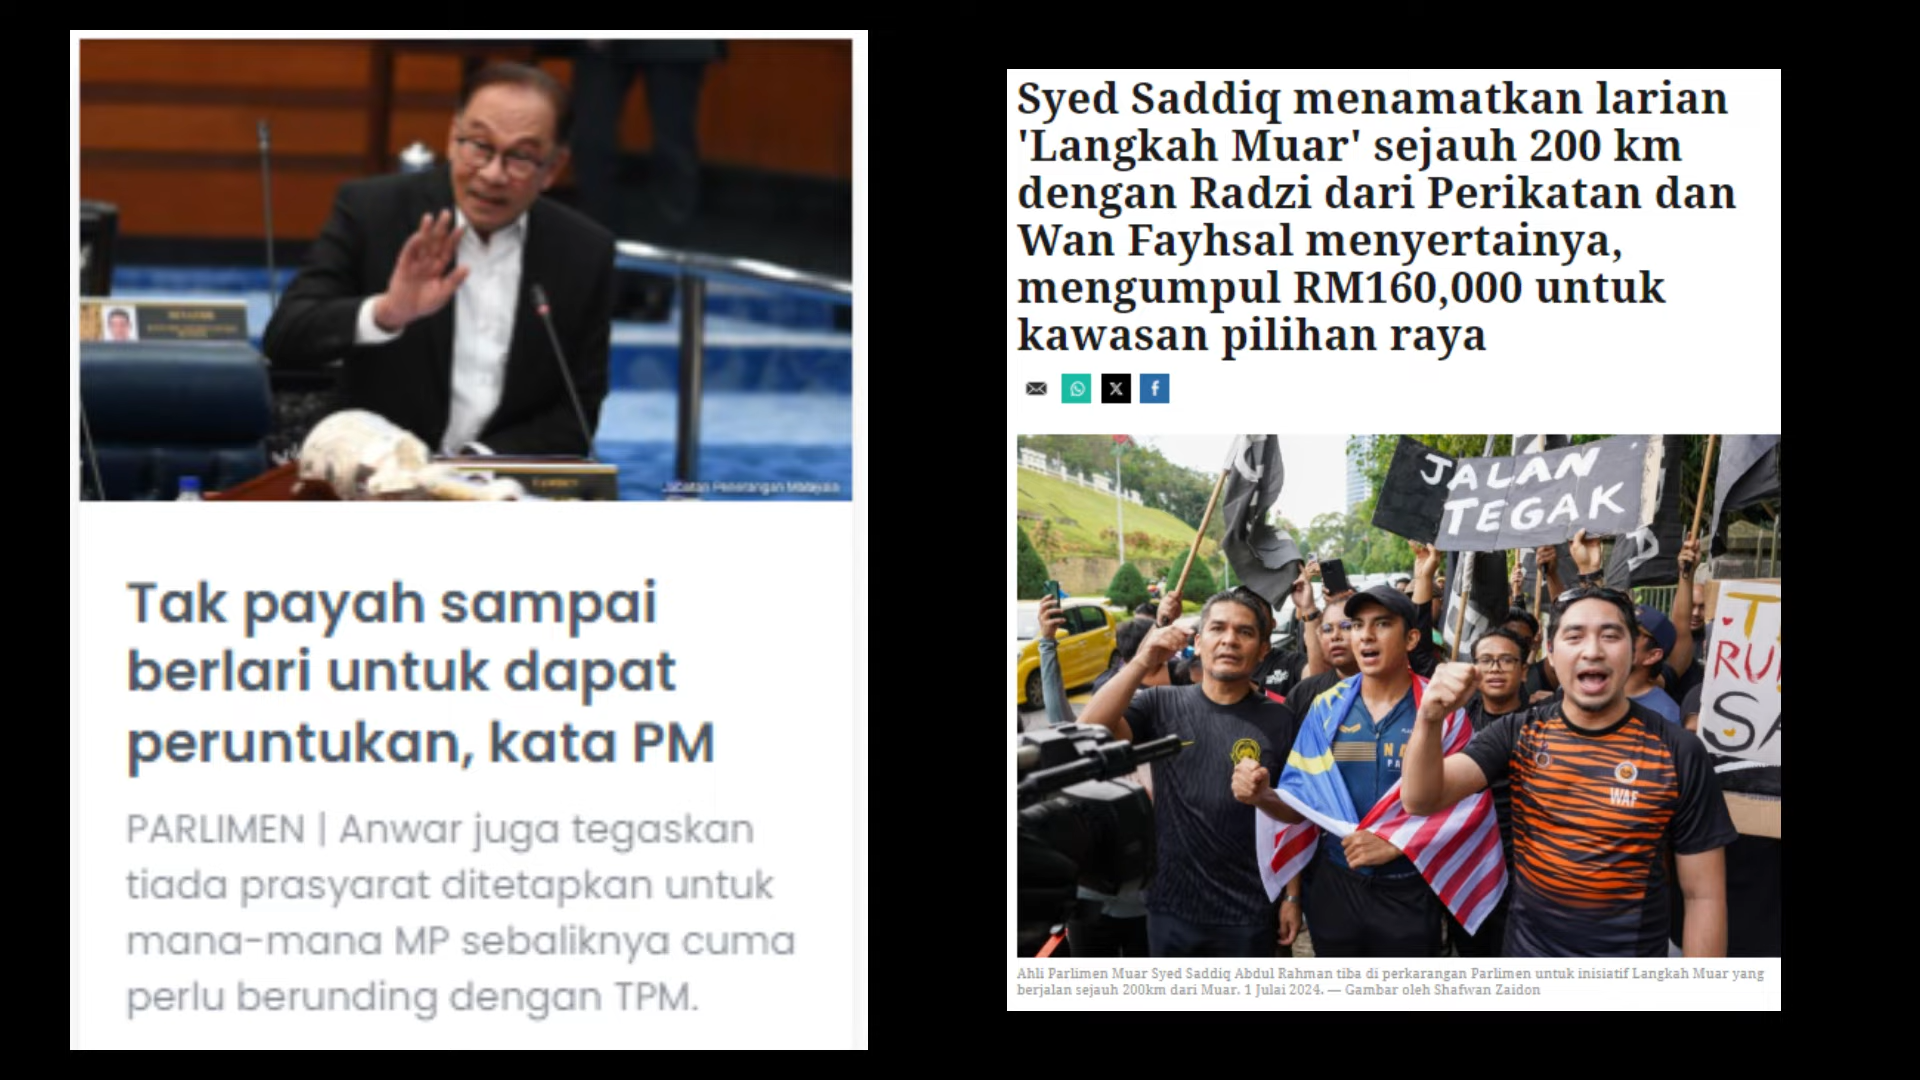 Jabatan Penerangan Malaysia
Tak payah sampai
berlari untuk dapat
peruntukan, kata PM
PARLIMEN | Anwar juga tegaskan
tiada prasyarat ditetapkan untuk
mana-mana MP sebaliknya cuma
perlu berunding dengan TPM.
Syed Saddiq menamatkan larian
'Langkah Muar' sejauh 200 km
dengan Radzi dari Perikatan dan
Wan Fayhsal menyertainya,
mengumpul RM160,000 untuk
kawasan pilihan raya
JALAN
TEGAK
WAF
Ahli Parlimen Muar Syed Saddiq Abdul Rahman tiba di perkarangan Parlimen untuk inisiatif Langkah Muar yang
berjalan sejauh 200km dari Muar. 1 Julai 2024. — Gambar oleh Shafwan Zaidon